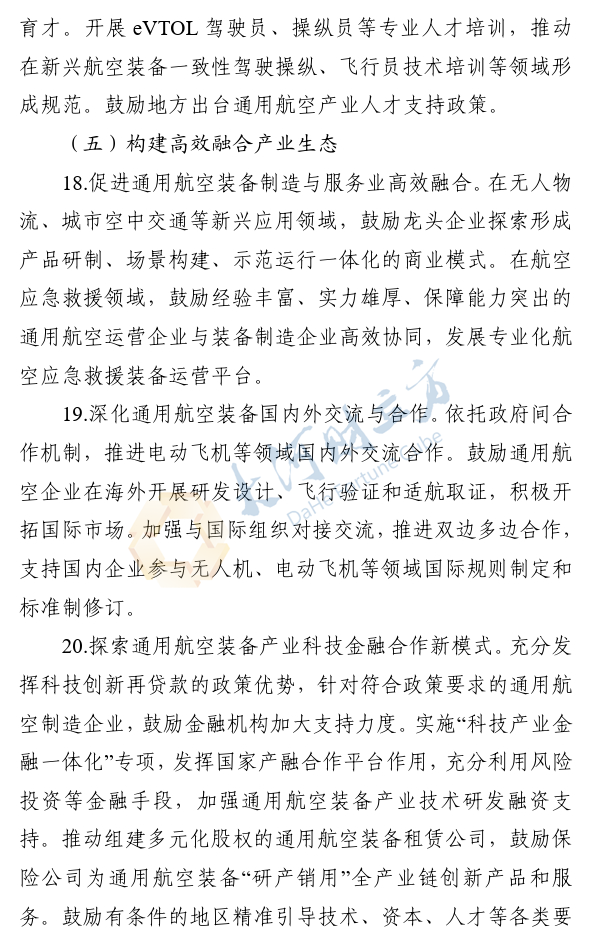 育才。开展 eVTOL 驾驶员、操纵员等专业人才培训，推动
在新兴航空装备一致性驾驶操纵、飞行员技术培训等领域形
成规范。鼓励地方出台通用航空产业人才支持政策。
（五）构建高效融合产业生态
18.促进通用航空装备制造与服务业高效融合。在无人物
流、城市空中交通等新兴应用领域，鼓励龙头企业探索形成
产品研制、场景构建、示范运行一体化的商业模式。在航空
应急救援领域，鼓励经验丰富、实力雄厚、保障能力突出的
通用航空运营企业与装备制造企业高效协同，发展专业化航
空应急救援装备运营平台。
19.深化通用航空装备国内外交流与合作。依托政府间合
作机制，推进电动飞机等领域国内外交流合作。鼓励通用航
空企业在海外开展研发设计、飞行验证和适航取证，积极开
拓国际市场。加强与国际组织对接交流，推进双边多边合作，
支持国内企业参与无人机、电动飞机等领域国际规则制定和
标准制修订。
20.探索通用航空装备产业科技金融合作新模式。充分发
挥科技创新再贷款的政策优势，针对符合政策要求的通用航
空制造企业，鼓励金融机构加大支持力度。实施“科技产业金
融一体化”专项，发挥国家产融合作平台作用，充分利用风险
投资等金融手段，加强通用航空装备产业技术研发融资支
持。推动组建多元化股权的通用航空装备租赁公司，鼓励保
险公司为通用航空装备“研产销用”全产业链创新产品和服
务。鼓励有条件的地区精准引导技术、资本、人才等各类要
大河财立方
DaHe Fortune Cube